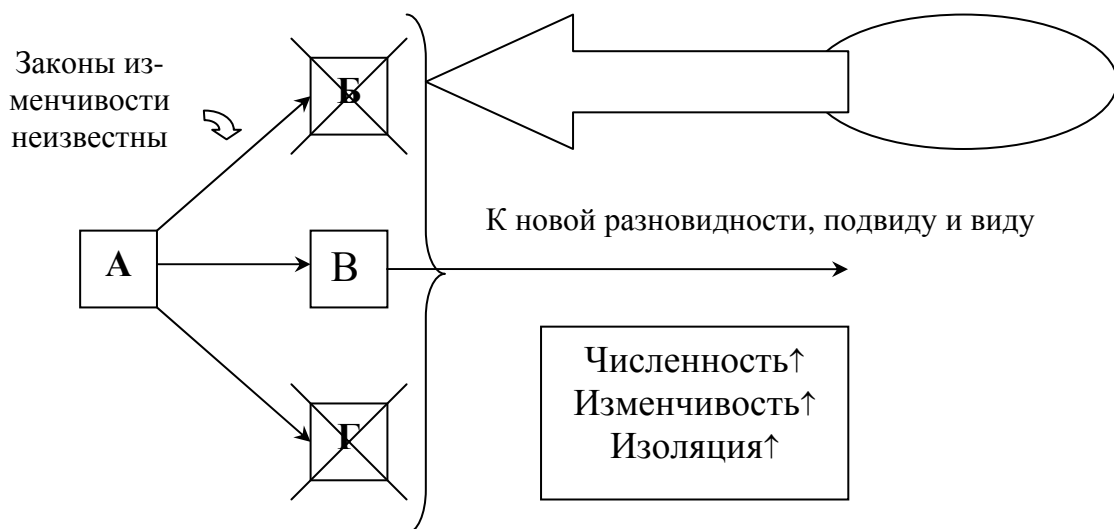 Законы из-
менчивости
неизвестны
Б
К новой разновидности, подвиду и виду
А
В
Численность↑
Изменчивость↑
Изоляция↑
Г